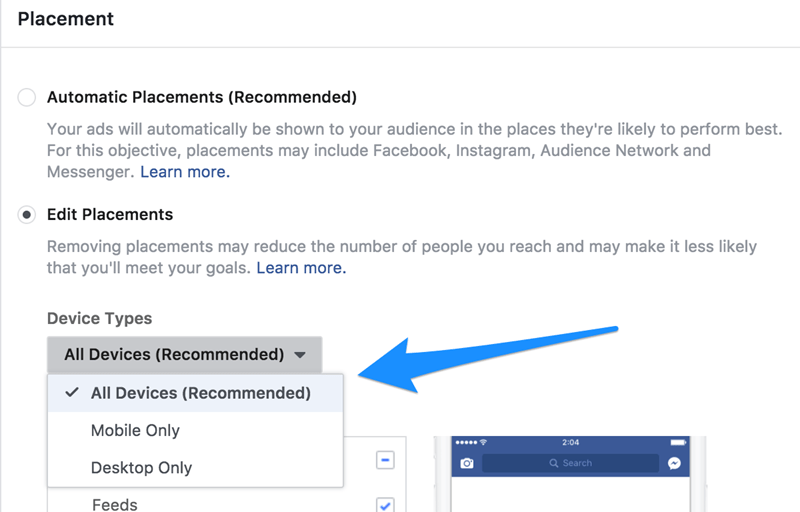 Placement
Automatic Placements (Recommended)
Your ads will automatically be shown to your audience in the places they're likely to perform best.
For this objective, placements may include Facebook, Instagram, Audience Network and
Messenger. Learn more.
Edit Placements
Removing placements may reduce the number of people you reach and may make it less likely
that you'll meet your goals. Learn more.
Device Types
All Devices (Recommended)
All Devices (Recommended)
Mobile Only
Desktop Only
Feeds
2:04
Search